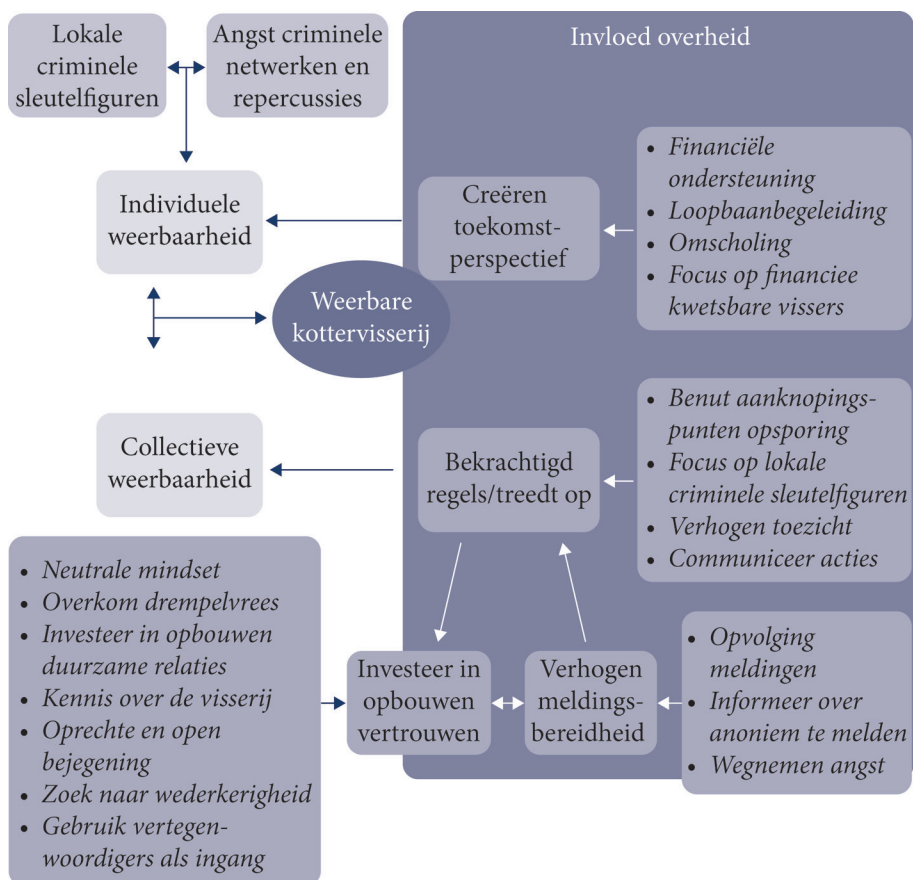 Lokale
criminele
sleutelfiguren
Angst criminele
netwerken en
repercussies
Invloed overheid
Individuele
weerbaarheid
Creëren
toekomst-
perspectief
• Financiële
ondersteuning
• Loopbaanbegeleiding
• Omscholing
• Focus op financiee
kwetsbare vissers
Weerbare
kottervisserij
Collectieve
weerbaarheid
Bekrachtigd
regels/treedt op
• Benut aanknopings-
punten opsporing
• Focus op lokale
criminele sleutelfiguren
• Verhogen toezicht
• Communiceer acties
• Neutrale mindset
• Overkom drempelvrees
• Investeer in opbouwen
duurzame relaties
• Kennis over de visserij
• Oprechte en open
bejegening
• Zoek naar wederkerigheid
• Gebruik vertegen-
woordigers als ingang
Investeer in
opbouwen
vertrouwen
Verhogen
meldings-
bereidheid
• Opvolging
meldingen
• Informeer over
anoniem te melden
• Wegnemen angst